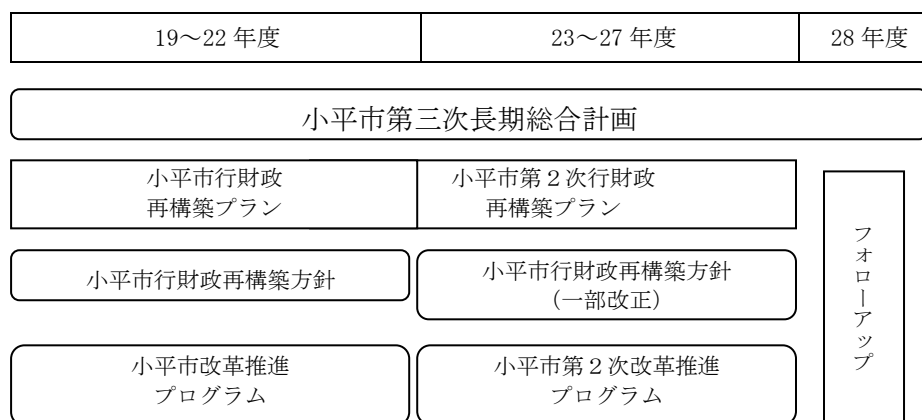 19～22 年度
23～27 年度
28 年度
小平市第三次長期総合計画
小平市行財政
再構築プラン
小平市第２次行財政
再構築プラン
小平市行財政再構築方針
小平市行財政再構築方針
（一部改正）
小平市改革推進
プログラム
小平市第２次改革推進
プログラム
フォローアップ